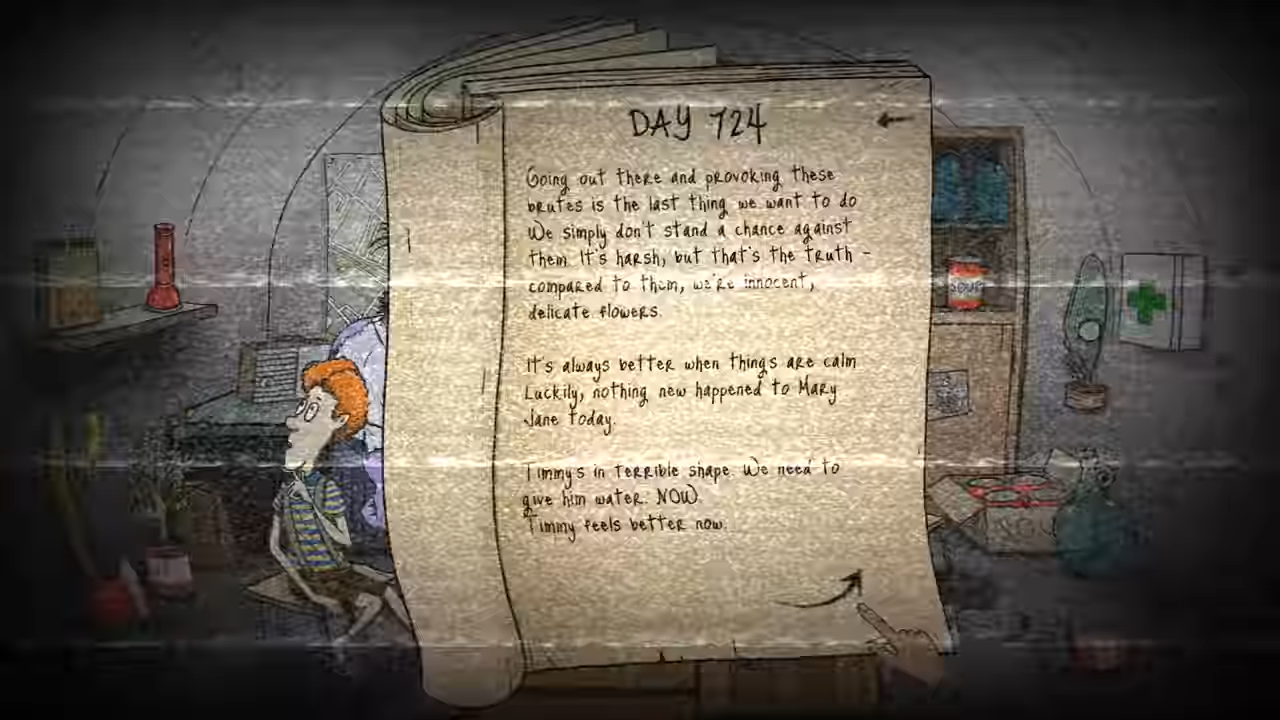 DAY 724
Going out there and provoking these
brutes is the last thing we want to do
We simply don't stand a chance against
them. It's harsh, but that's the truth -
compared to them, we're innocent,
delicate flowers.
It's always better when things are calm
Luckily, nothing new happened to Mary
Jane today.
Timmy's in terrible shape. We need to
give him water. NOW.
Timmy feels better now.
SOUP